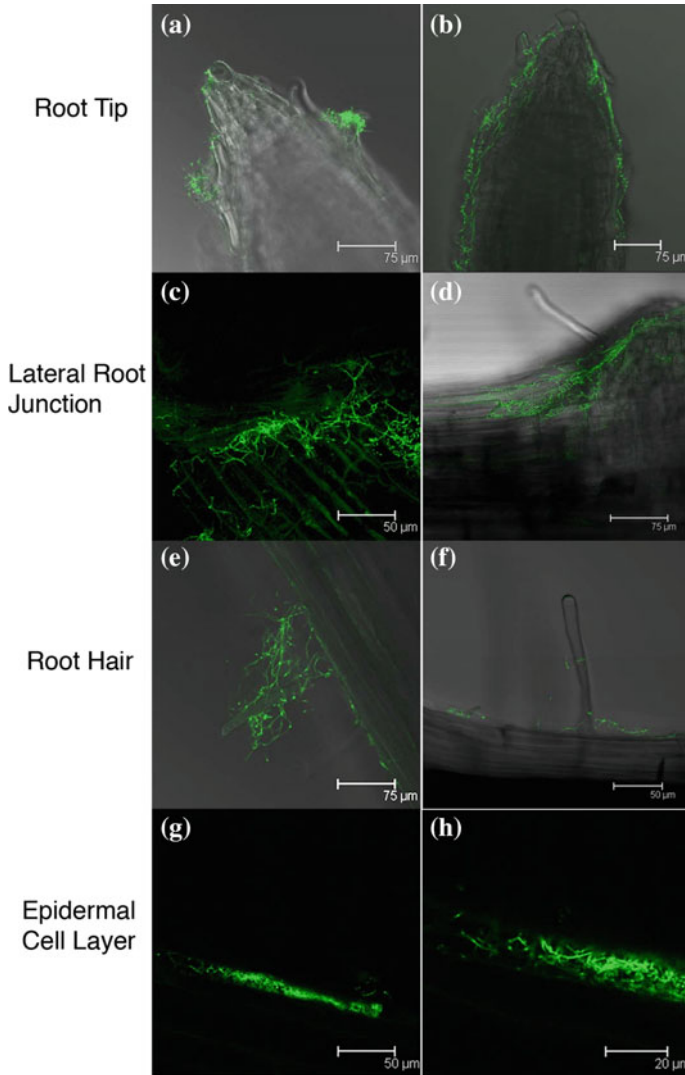 Root Tip
(a)
75 µm
(b)
75 µm
Lateral Root
Junction
(c)
50 µm
(d)
75 µm
Root Hair
(e)
75 µm
(f)
50 µm
Epidermal
Cell Layer
(g)
50 µm
(h)
20 µm